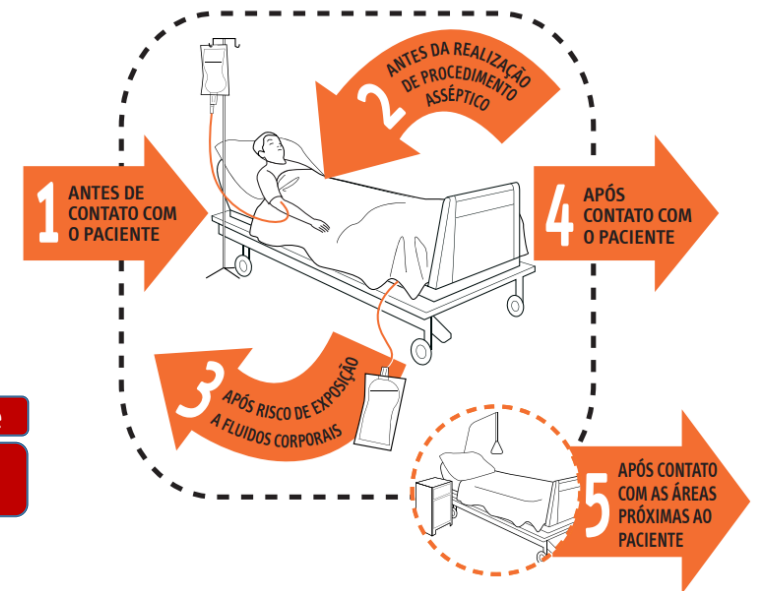 1
ANTES DE
CONTATO COM
O PACIENTE
2
ANTES DA REALIZAÇÃO
DE PROCEDIMENTO
ASSÉPTICO
3
APÓS RISCO DE EXPOSIÇÃO
A FLUIDOS CORPORAIS
4
APÓS
CONTATO COM
O PACIENTE
5
APÓS CONTATO
COM AS ÁREAS
PRÓXIMAS AO
PACIENTE